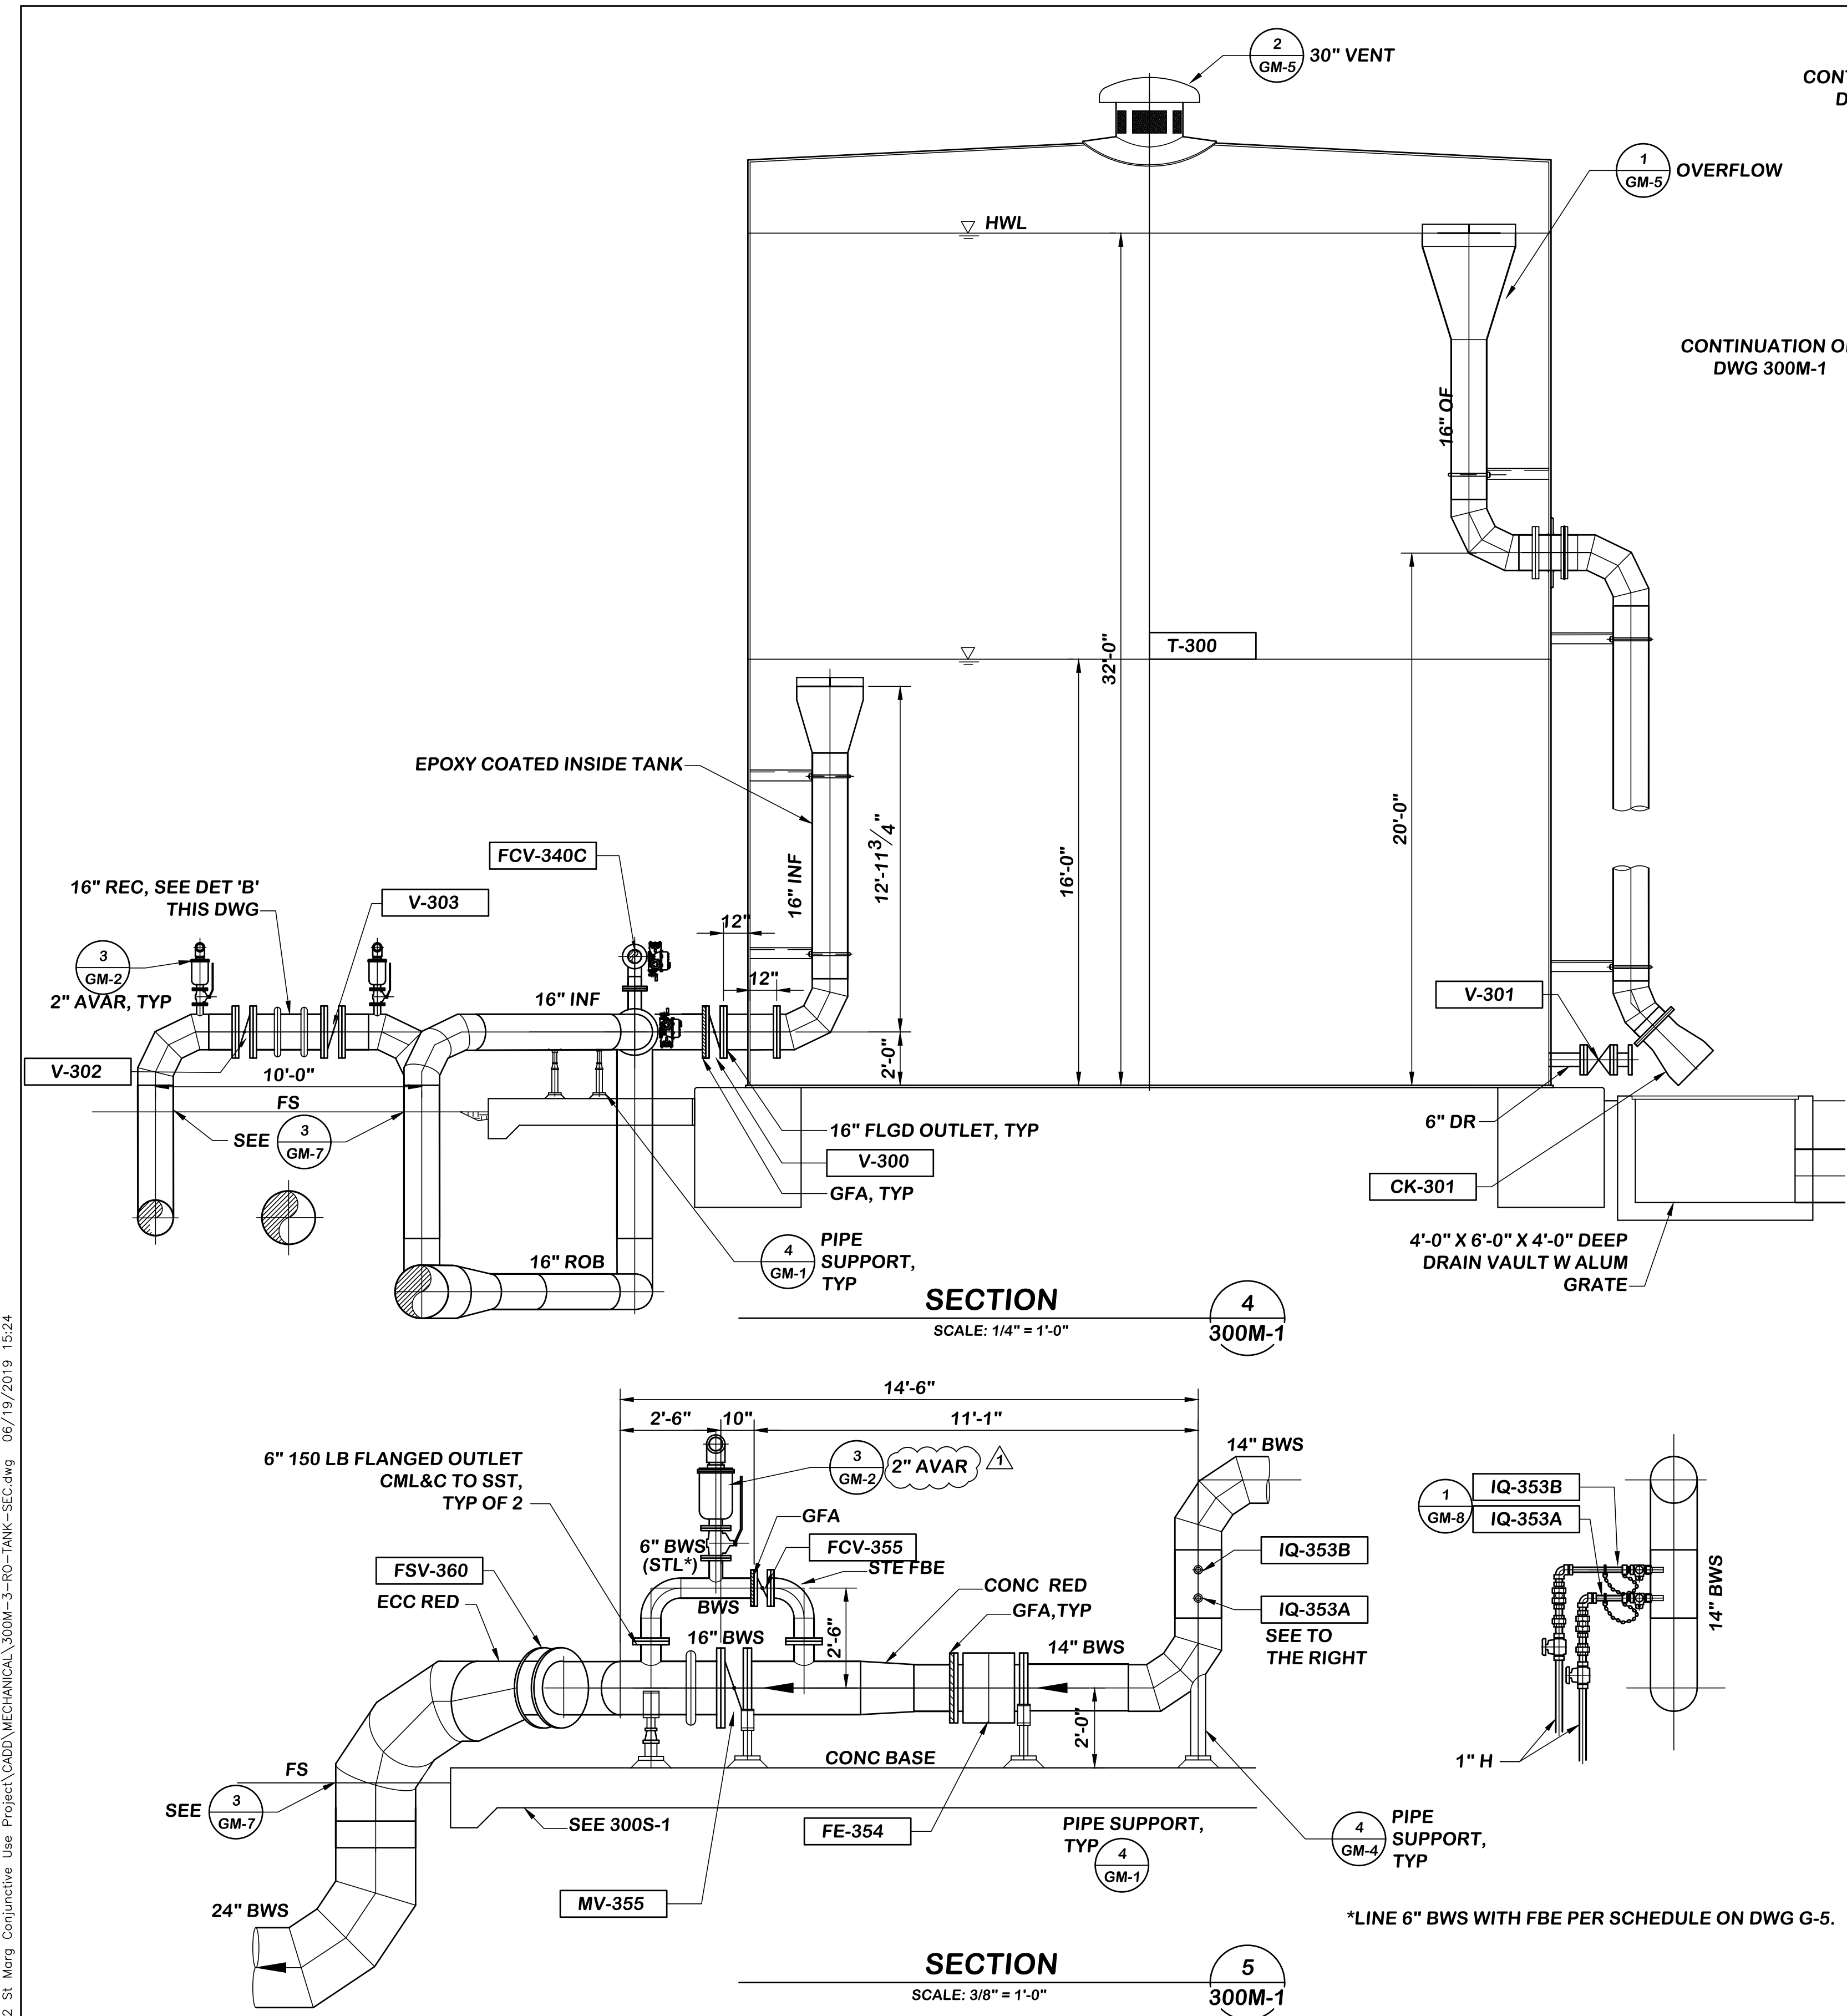 2
GM-5
30" VENT
CONT
D
1
GM-5
OVERFLOW
HWL
CONTINUATION O
DWG 300M-1
16" OF
T-300
32'-0"
EPOXY COATED INSIDE TANK
12'-11 3/4"
20'-0"
16'-0"
FCV-340C
16" INF
16" REC, SEE DET 'B'
THIS DWG
V-303
12"
3
GM-2
2" AVAR, TYP
16" INF
12"
V-301
V-302
10'-0"
2'-0"
FS
SEE
3
GM-7
16" FLGD OUTLET, TYP
6" DR
V-300
GFA, TYP
CK-301
4
GM-1
PIPE
SUPPORT,
TYP
16" ROB
4'-0" X 6'-0" X 4'-0" DEEP
DRAIN VAULT W ALUM
GRATE
SECTION
SCALE: 1/4" = 1'-0"
4
300M-1
14'-6"
2'-6"
10"
11'-1"
6" 150 LB FLANGED OUTLET
CML&C TO SST,
TYP OF 2
3
GM-2
2" AVAR
1
14" BWS
GFA
6" BWS
(STL*)
FCV-355
STE FBE
IQ-353B
1
GM-8
IQ-353B
IQ-353A
FSV-360
ECC RED
CONC RED
BWS
GFA,TYP
IQ-353A
SEE TO
THE RIGHT
16" BWS
2'-6"
14" BWS
14" BWS
2'-0"
FS
CONC BASE
1" H
SEE
3
GM-7
SEE 300S-1
FE-354
PIPE SUPPORT,
TYP
4
GM-1
4
GM-4
PIPE
SUPPORT,
TYP
MV-355
24" BWS
*LINE 6" BWS WITH FBE PER SCHEDULE ON DWG G-5.
SECTION
SCALE: 3/8" = 1'-0"
5
300M-1
2 St Marg Conjunctive Use Project\CADD\MECHANICAL\300M-3-RO-TANK-SEC.dwg 06/19/2019 15:24